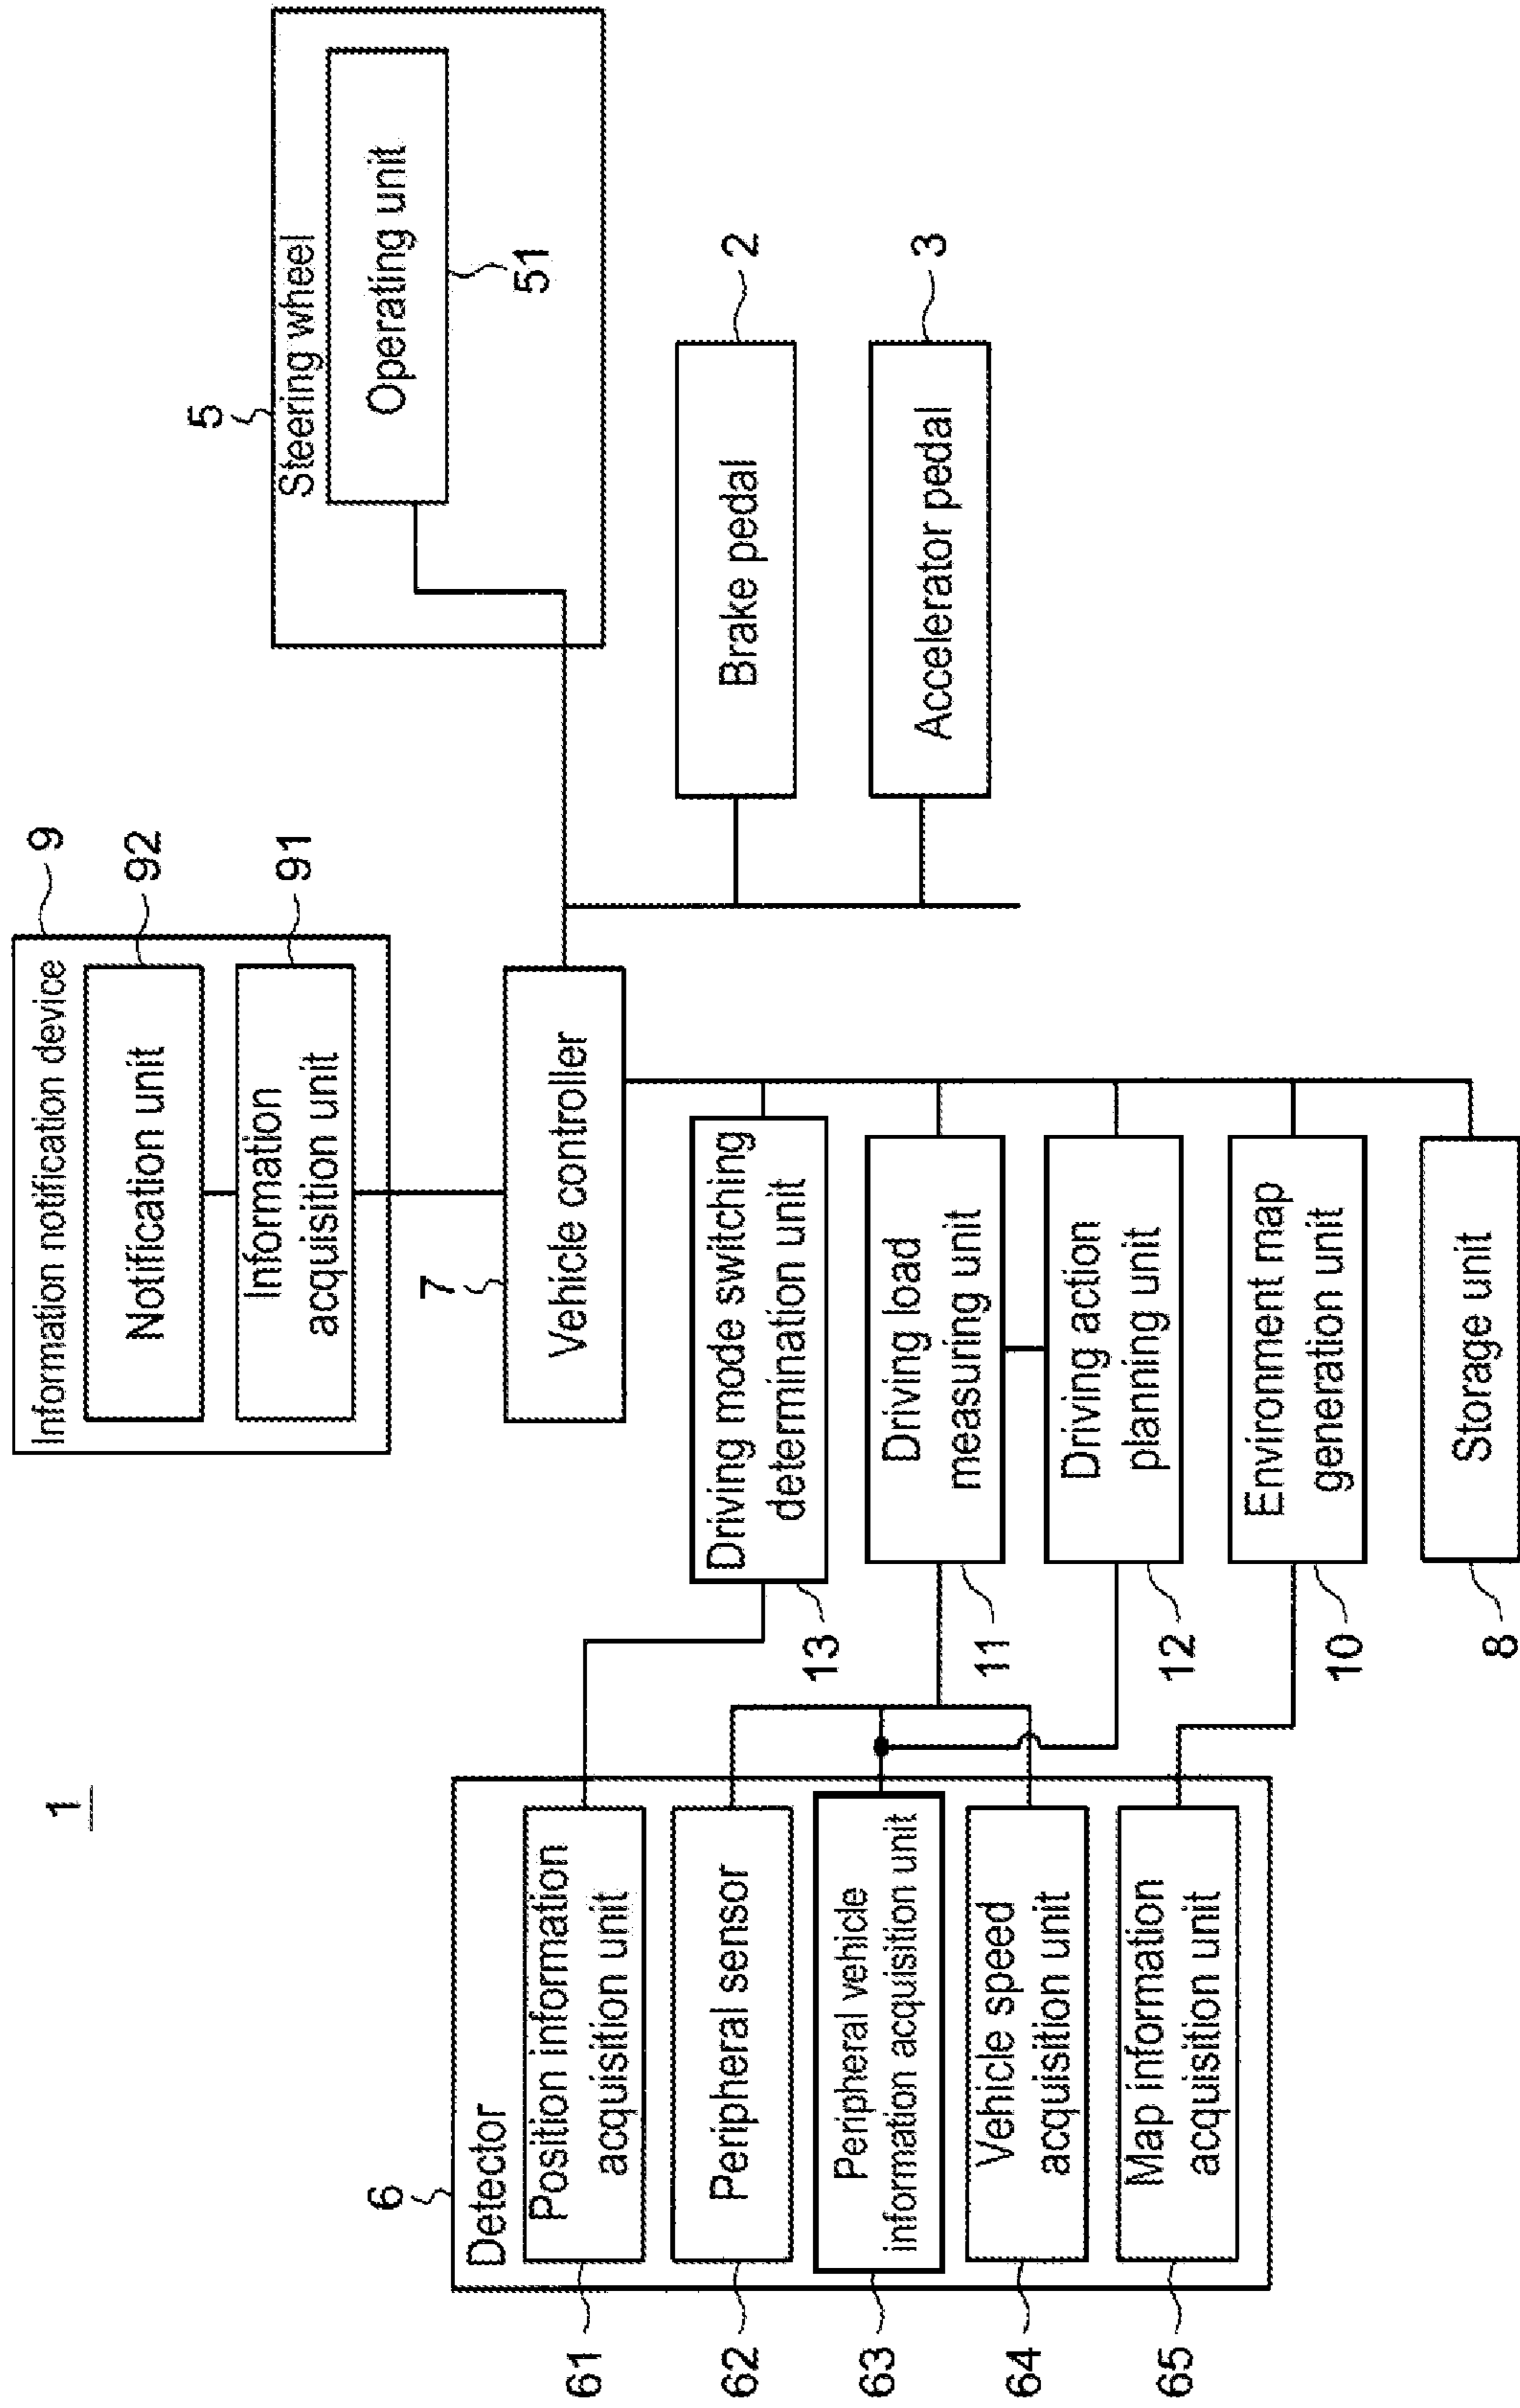 1
6
Detector
61
Position information
acquisition unit
62
Peripheral sensor
63
Peripheral vehicle
information acquisition unit
64
Vehicle speed
acquisition unit
65
Map information
acquisition unit
13
Driving mode switching
determination unit
11
Driving load
measuring unit
12
Driving action
planning unit
10
Environment map
generation unit
8
Storage unit
9
Information notification device
92
Notification unit
91
Information
acquisition unit
7
Vehicle controller
5
Steering wheel
Operating unit
51
Brake pedal
2
Accelerator pedal
3